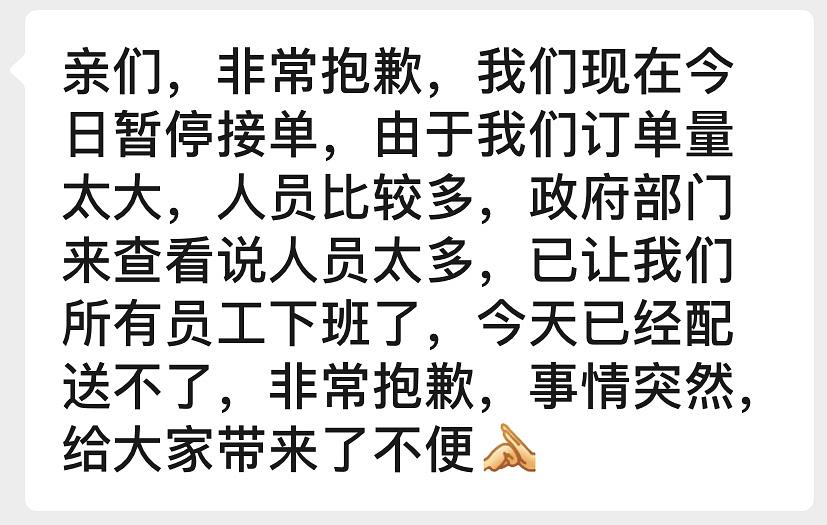 亲们，非常抱歉，我们现在今
日暂停接单，由于我们订单量
太大，人员比较多，政府部门
来查看说人员太多，已让我们
所有员工下班了，今天已经配
送不了，非常抱歉，事情突然，
给大家带来了不便